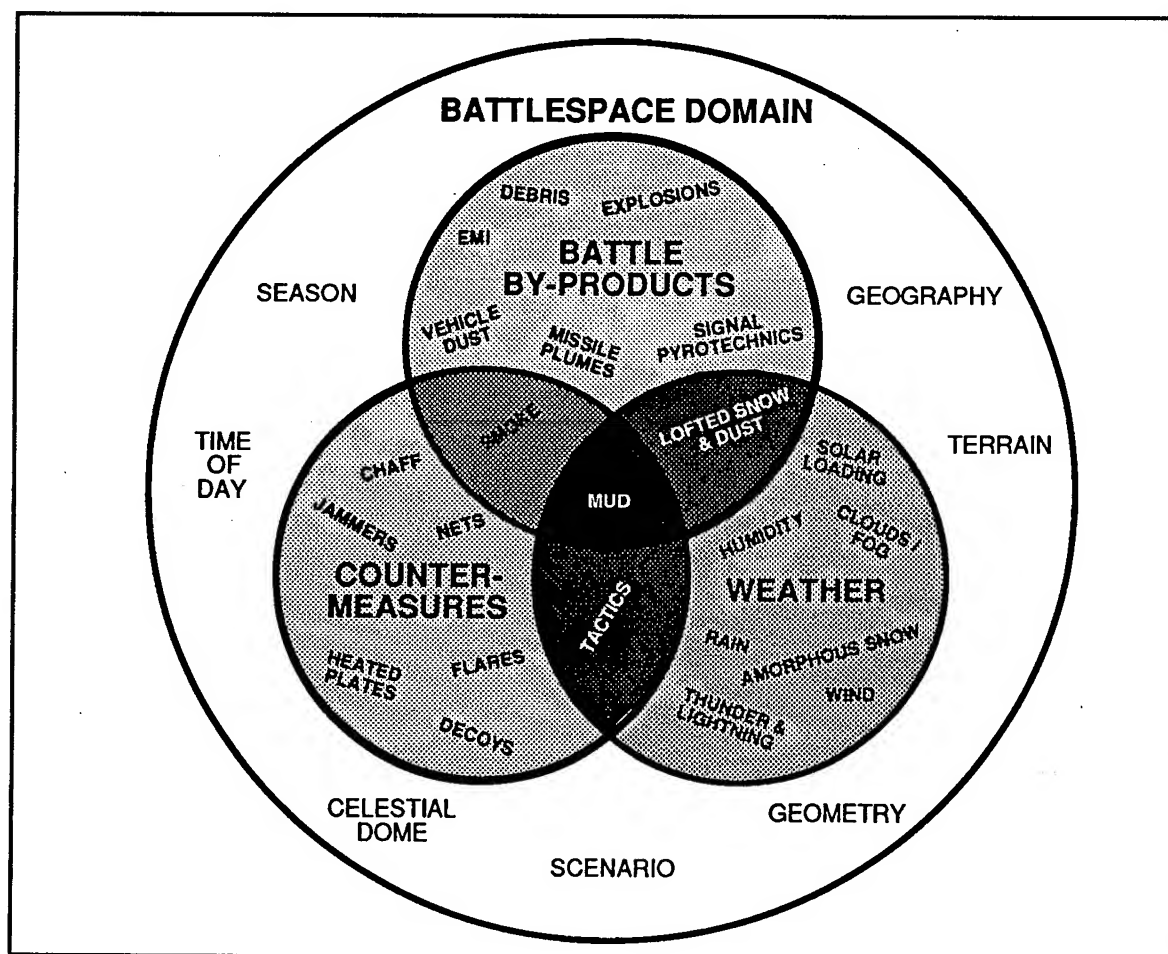 BATTLESPACE DOMAIN
DEBRIS
EXPLOSIONS
EMI
BATTLE
BY-PRODUCTS
SEASON
GEOGRAPHY
VEHICLE
DUST
MISSILE
PLUMES
SIGNAL
PYROTECHNICS
SMOKE
LOFTED SNOW
& DUST
TIME
OF
DAY
TERRAIN
CHAFF
SOLAR
LOADING
JAMMERS
NETS
MUD
HUMIDITY
CLOUDS /
FOG
COUNTER-
MEASURES
WEATHER
TACTICS
RAIN
AMORPHOUS SNOW
HEATED
PLATES
FLARES
WIND
THUNDER &
LIGHTNING
DECOYS
CELESTIAL
DOME
GEOMETRY
SCENARIO